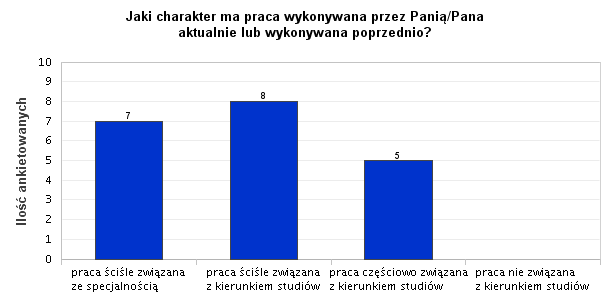 Jaki charakter ma praca wykonywana przez Panią/Pana
aktualnie lub wykonywana poprzednio?
Ilość ankietowanych
10
9
8
7
6
5
4
3
2
1
0
7
8
5
praca ściśle związana
ze specjalnością
praca ściśle związana
z kierunkiem studiów
praca częściowo związana
z kierunkiem studiów
praca nie związana
z kierunkiem studiów